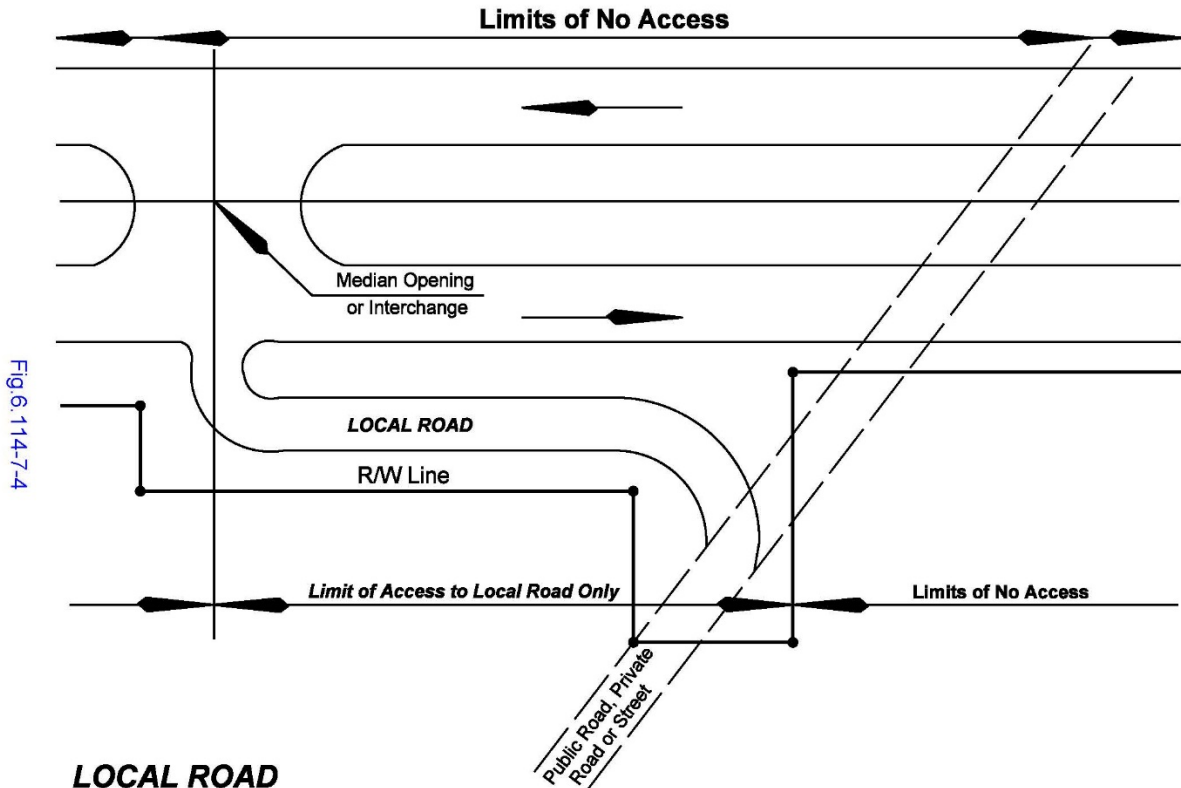 Limits of No Access
Median Opening
or Interchange
Fig.6.114-7-4
LOCAL ROAD
R/W Line
Limit of Access to Local Road Only
Limits of No Access
Public Road, Private
Road or Street
LOCAL ROAD